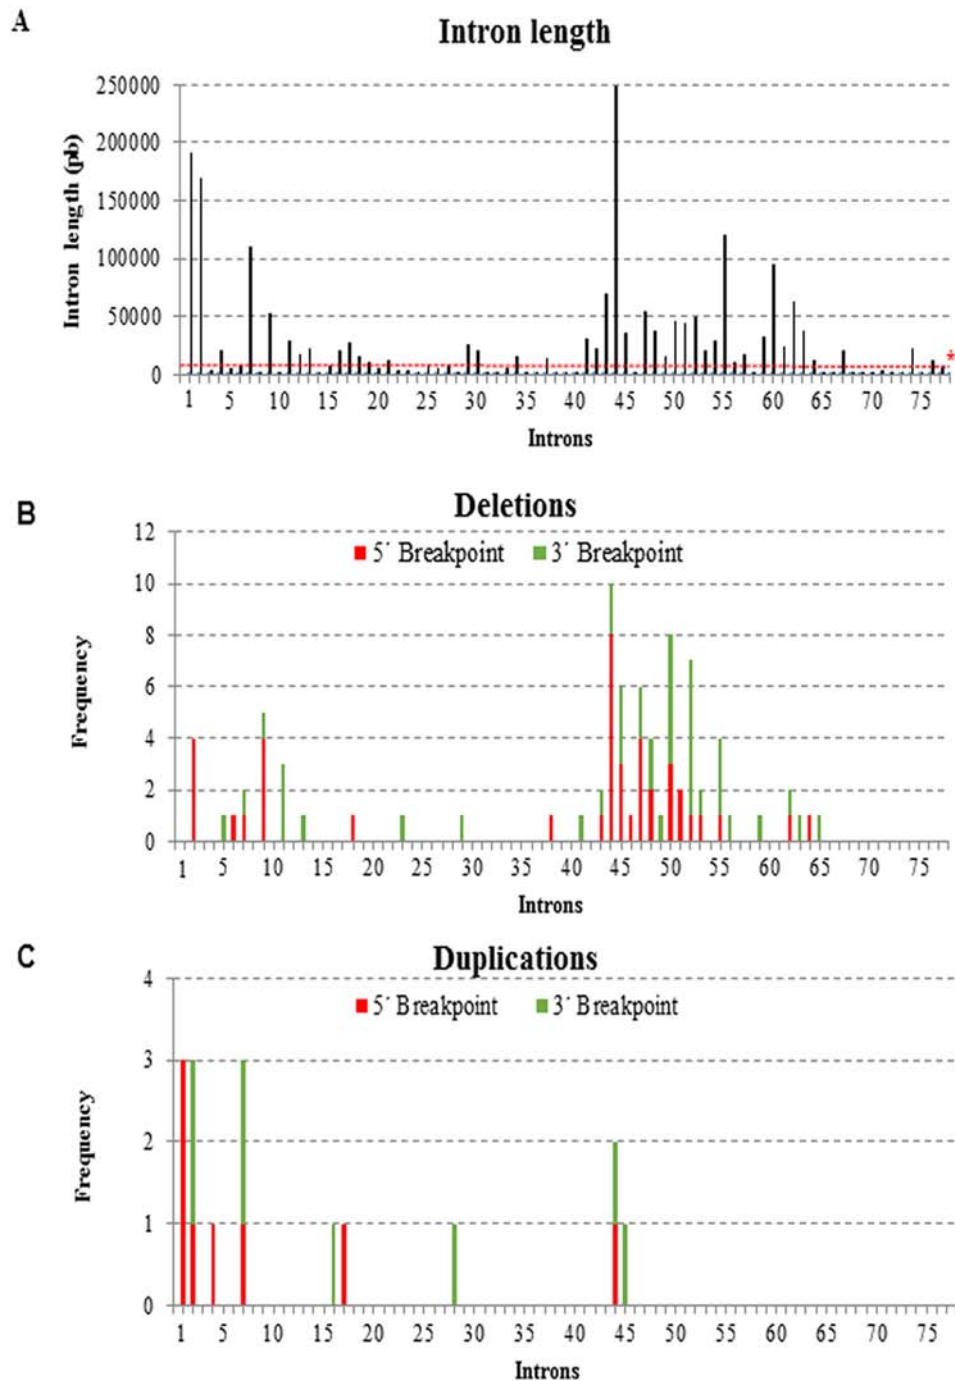 A
Intron length
Intron length (pb)
250000
200000
150000
100000
50000
0
*
1 5 10 15 20 25 30 35 40 45 50 55 60 65 70 75
Introns
B
Deletions
5´ Breakpoint 3´ Breakpoint
Frequency
12
10
8
6
4
2
0
1 5 10 15 20 25 30 35 40 45 50 55 60 65 70 75
Introns
C
Duplications
5´ Breakpoint 3´ Breakpoint
Frequency
4
3
2
1
0
1 5 10 15 20 25 30 35 40 45 50 55 60 65 70 75
Introns